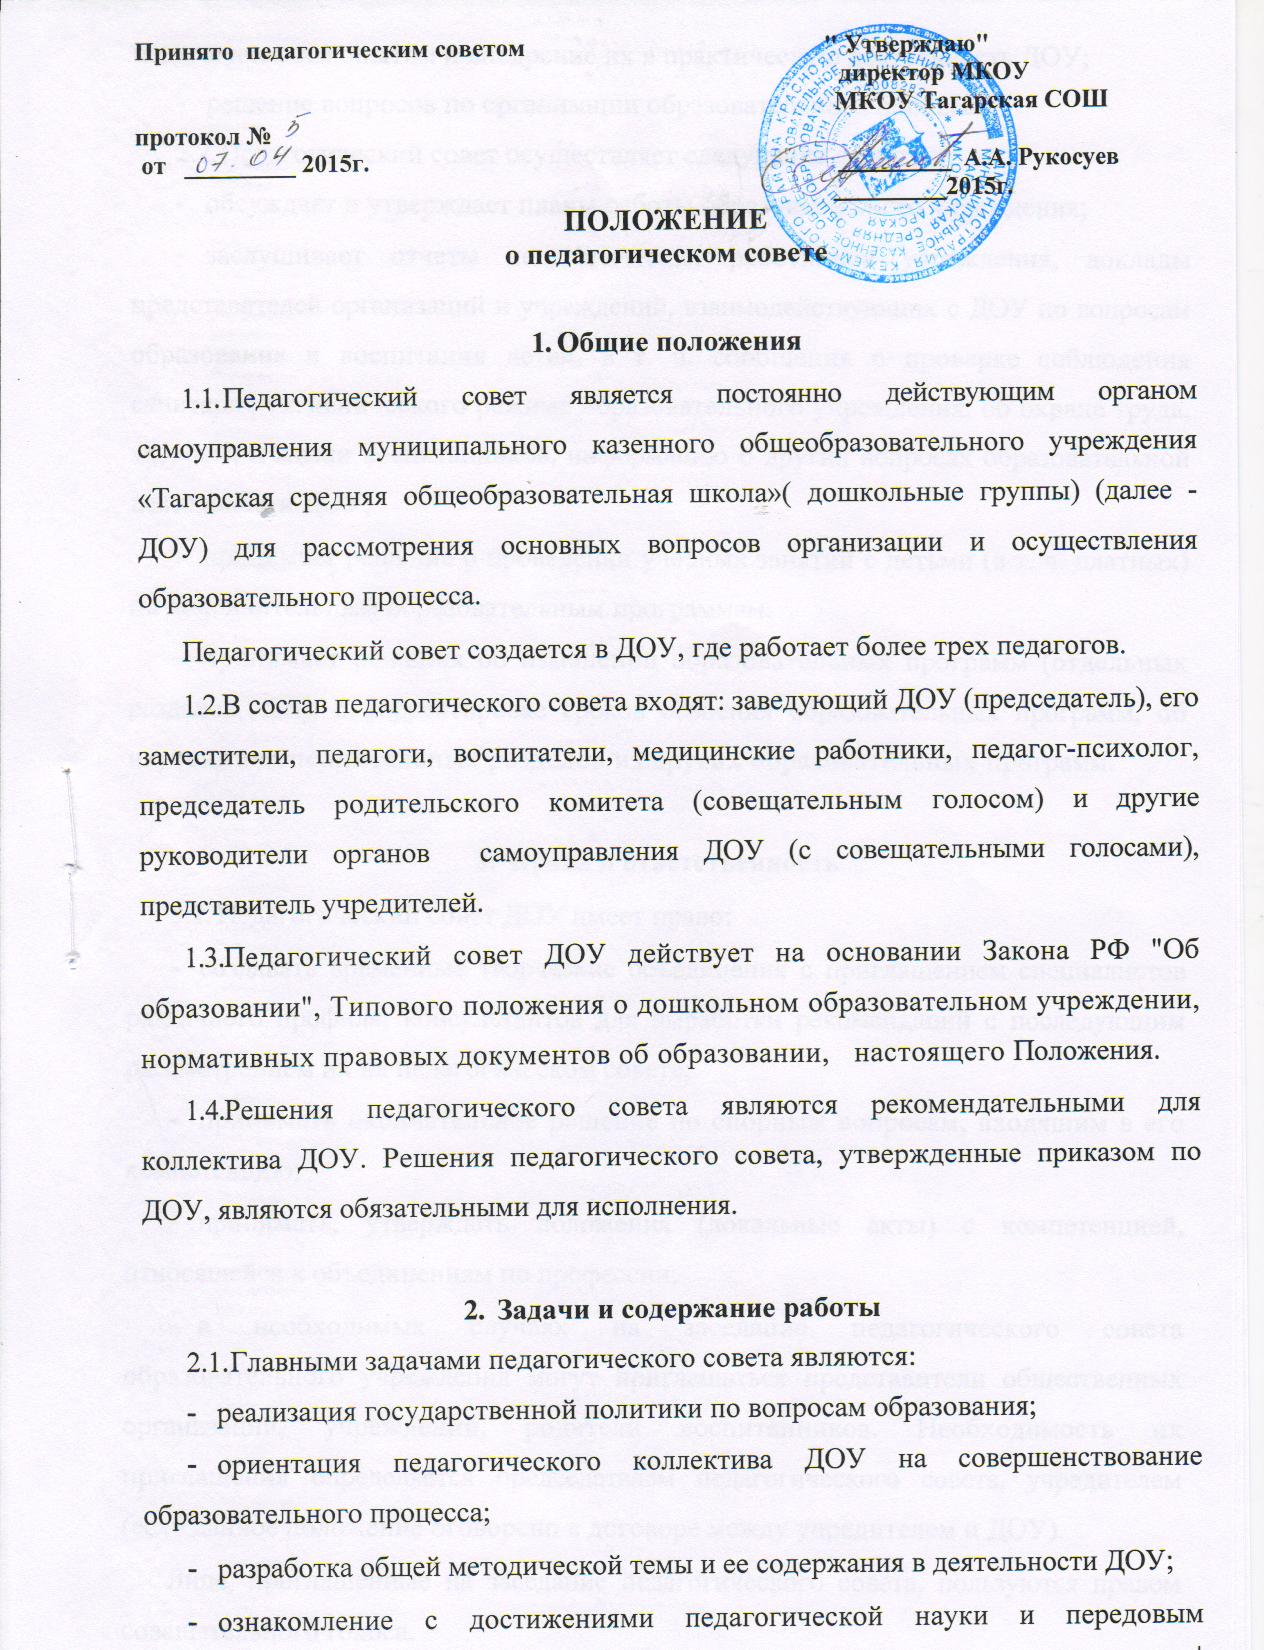 Принято педагогическим советом
" Утверждаю"
директор МКОУ
МКОУ Тагарская СОШ
протокол № 5
от 07.04 2015г.
А.А. Рукосуев
2015г.
ПОЛОЖЕНИЕ
о педагогическом совете
1. Общие положения
1.1.Педагогический совет является постоянно действующим органом
самоуправления муниципального казенного общеобразовательного учреждения
«Тагарская средняя общеобразовательная школа»( дошкольные группы) (далее -
ДОУ) для рассмотрения основных вопросов организации и осуществления
образовательного процесса.
Педагогический совет создается в ДОУ, где работает более трех педагогов.
1.2.В состав педагогического совета входят: заведующий ДОУ (председатель), его
заместители, педагоги, воспитатели, медицинские работники, педагог-психолог,
председатель родительского комитета (совещательным голосом) и другие
руководители органов самоуправления ДОУ (с совещательными голосами),
представитель учредителей.
1.3.Педагогический совет ДОУ действует на основании Закона РФ "Об
образовании", Типового положения о дошкольном образовательном учреждении,
нормативных правовых документов об образовании, настоящего Положения.
1.4.Решения педагогического совета являются рекомендательными для
коллектива ДОУ. Решения педагогического совета, утвержденные приказом по
ДОУ, являются обязательными для исполнения.
2. Задачи и содержание работы
2.1.Главными задачами педагогического совета являются:
- реализация государственной политики по вопросам образования;
- ориентация педагогического коллектива ДОУ на совершенствование
образовательного процесса;
- разработка общей методической темы и ее содержания в деятельности ДОУ;
- ознакомление с достижениями педагогической науки и передовым